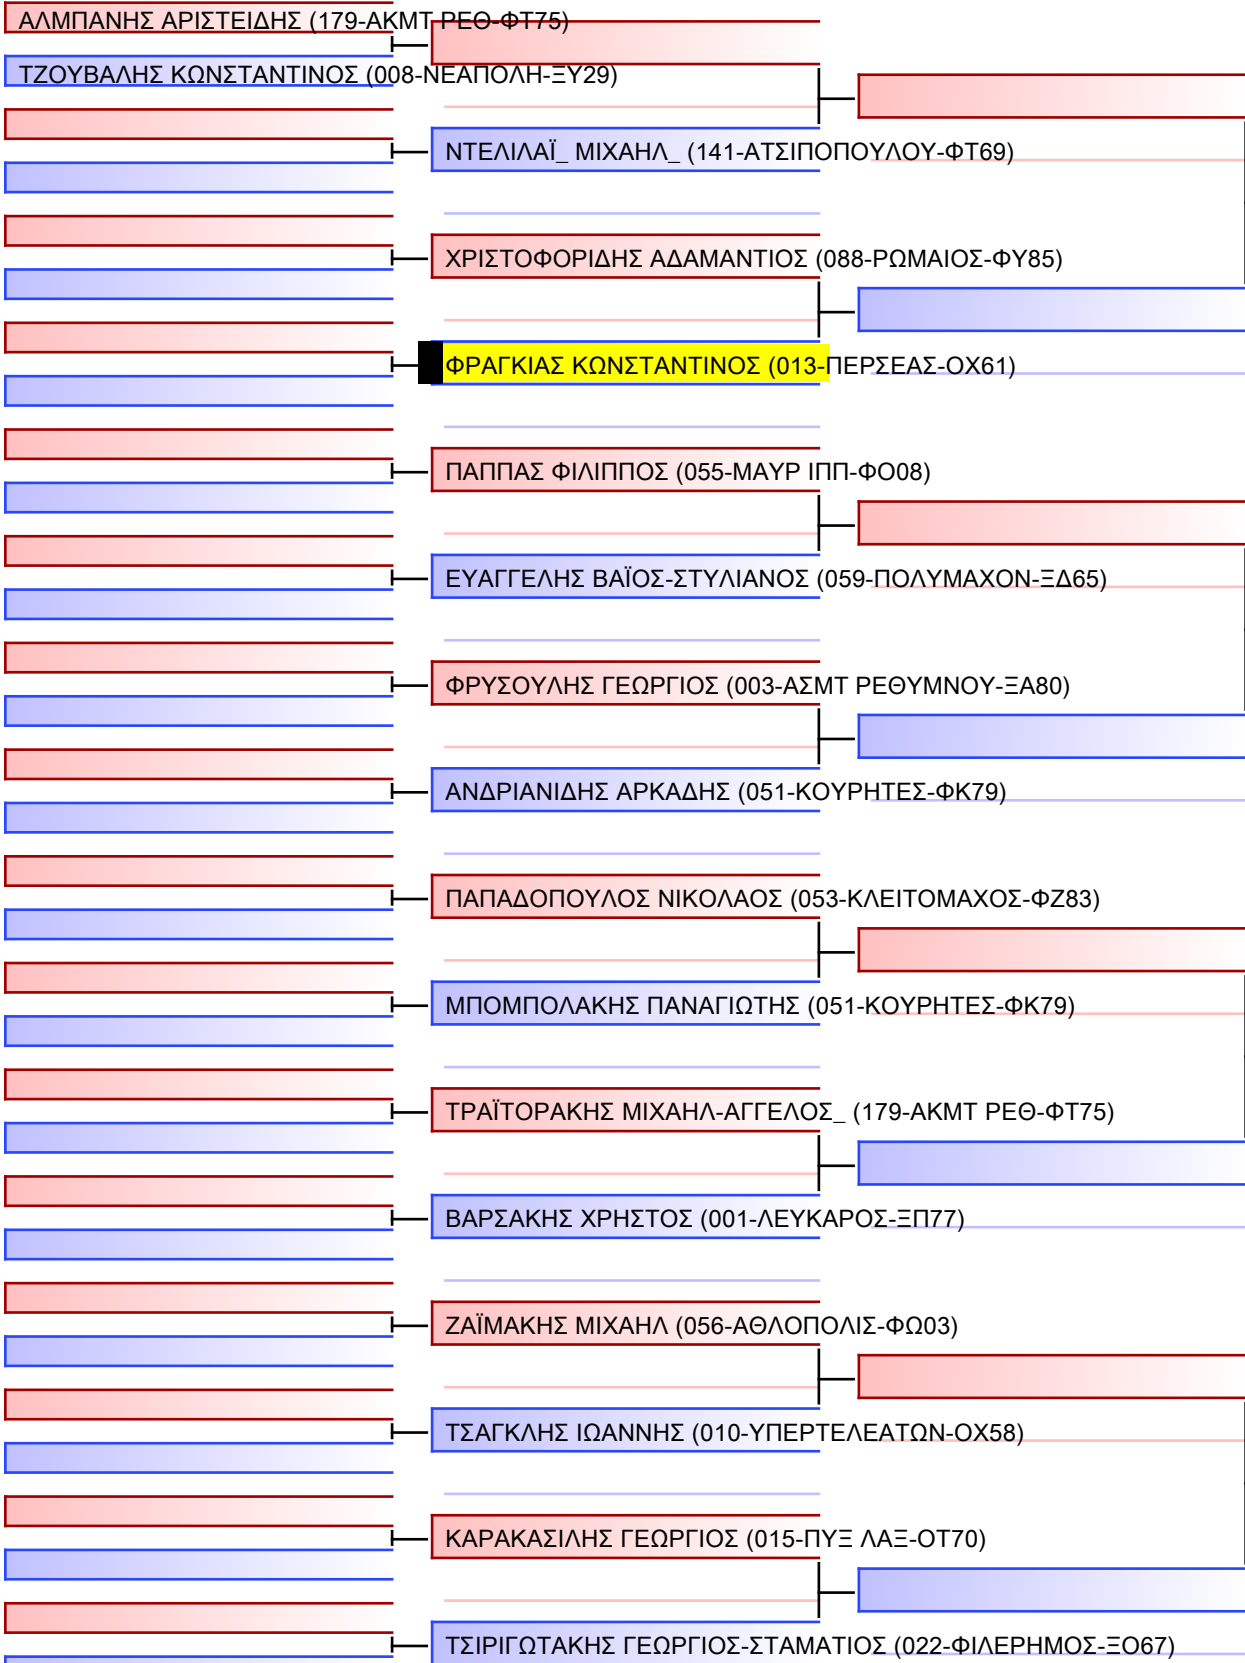 ΑΛΜΠΑΝΗΣ ΑΡΙΣΤΕΙΔΗΣ (179-ΑΚΜΤ ΡΕΘ-ΦΤ75)
ΤΖΟΥΒΑΛΗΣ ΚΩΝΣΤΑΝΤΙΝΟΣ (008-ΝΕΑΠΟΛΗ-ΞΥ29)
ΝΤΕΛΙΛΑΪ_ ΜΙΧΑΗΛ_ (141-ΑΤΣΙΠΟΠΟΥΛΟΥ-ΦΤ69)
ΧΡΙΣΤΟΦΟΡΙΔΗΣ ΑΔΑΜΑΝΤΙΟΣ (088-ΡΩΜΑΙΟΣ-ΦΥ85)
ΦΡΑΓΚΙΑΣ ΚΩΝΣΤΑΝΤΙΝΟΣ (013-ΠΕΡΣΕΑΣ-ΟΧ61)
ΠΑΠΠΑΣ ΦΙΛΙΠΠΟΣ (055-ΜΑΥΡ ΙΠΠ-ΦΟ08)
ΕΥΑΓΓΕΛΗΣ ΒΑΪΟΣ-ΣΤΥΛΙΑΝΟΣ (059-ΠΟΛΥΜΑΧΟΝ-ΞΔ65)
ΦΡΥΣΟΥΛΗΣ ΓΕΩΡΓΙΟΣ (003-ΑΣΜΤ ΡΕΘΥΜΝΟΥ-ΞΑ80)
ΑΝΔΡΙΑΝΙΔΗΣ ΑΡΚΑΔΗΣ (051-ΚΟΥΡΗΤΕΣ-ΦΚ79)
ΠΑΠΑΔΟΠΟΥΛΟΣ ΝΙΚΟΛΑΟΣ (053-ΚΛΕΙΤΟΜΑΧΟΣ-ΦΖ83)
ΜΠΟΜΠΟΛΑΚΗΣ ΠΑΝΑΓΙΩΤΗΣ (051-ΚΟΥΡΗΤΕΣ-ΦΚ79)
ΤΡΑΪΤΟΡΑΚΗΣ ΜΙΧΑΗΛ-ΑΓΓΕΛΟΣ_ (179-ΑΚΜΤ ΡΕΘ-ΦΤ75)
ΒΑΡΣΑΚΗΣ ΧΡΗΣΤΟΣ (001-ΛΕΥΚΑΡΟΣ-ΞΠ77)
ΖΑΪΜΑΚΗΣ ΜΙΧΑΗΛ (056-ΑΘΛΟΠΟΛΙΣ-ΦΩ03)
ΤΣΑΓΚΛΗΣ ΙΩΑΝΝΗΣ (010-ΥΠΕΡΤΕΛΕΑΤΩΝ-ΟΧ58)
ΚΑΡΑΚΑΣΙΛΗΣ ΓΕΩΡΓΙΟΣ (015-ΠΥΞ ΛΑΞ-ΟΤ70)
ΤΣΙΡΙΓΩΤΑΚΗΣ ΓΕΩΡΓΙΟΣ-ΣΤΑΜΑΤΙΟΣ (022-ΦΙΛΕΡΗΜΟΣ-ΞΟ67)